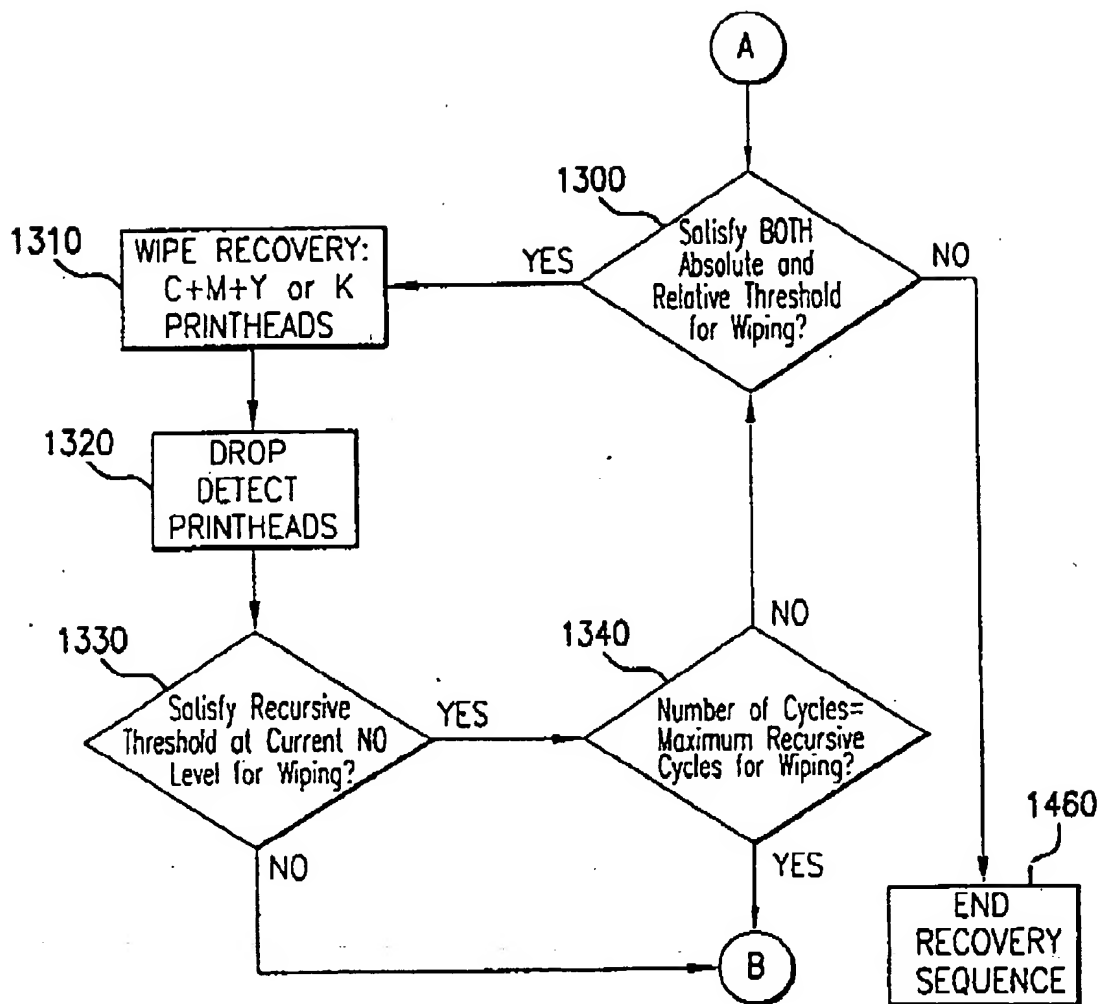 A
1300
Satisfy BOTH
Absolute and
Relative Threshold
for Wiping?
YES
NO
1310
WIPE RECOVERY:
C+M+Y or K
PRINTHEADS
1320
DROP
DETECT
PRINTHEADS
1330
Satisfy Recursive
Threshold at Current NO
Level for Wiping?
YES
NO
1340
Number of Cycles=
Maximum Recursive
Cycles for Wiping?
NO
YES
1460
END
RECOVERY
SEQUENCE
B